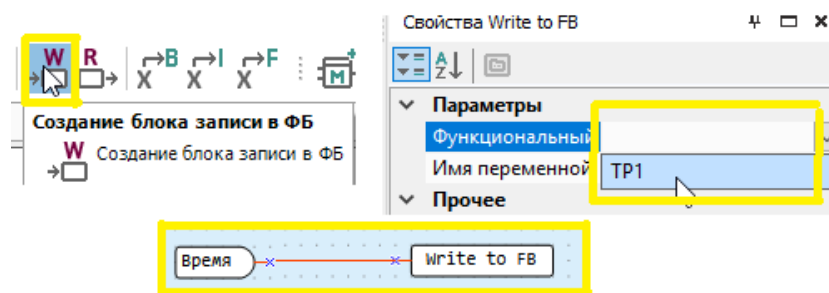 Свойства Write to FB
W R B I F
X X X M
Создание блока записи в ФБ
W Создание блока записи в ФБ
A
Z
Параметры
Функциональный
Имя переменной
TP1
Прочее
Время
Write to FB